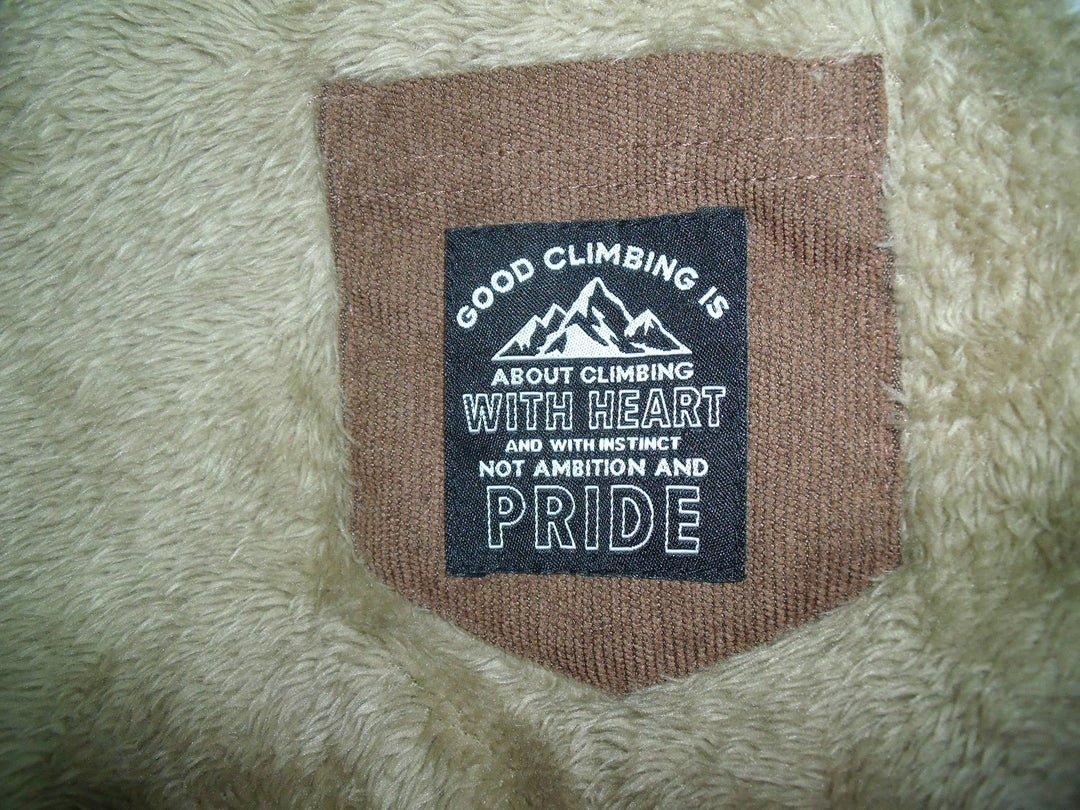 GOOD CLIMBING IS
ABOUT CLIMBING
WITH HEART
AND WITH INSTINCT
NOT AMBITION AND
PRIDE